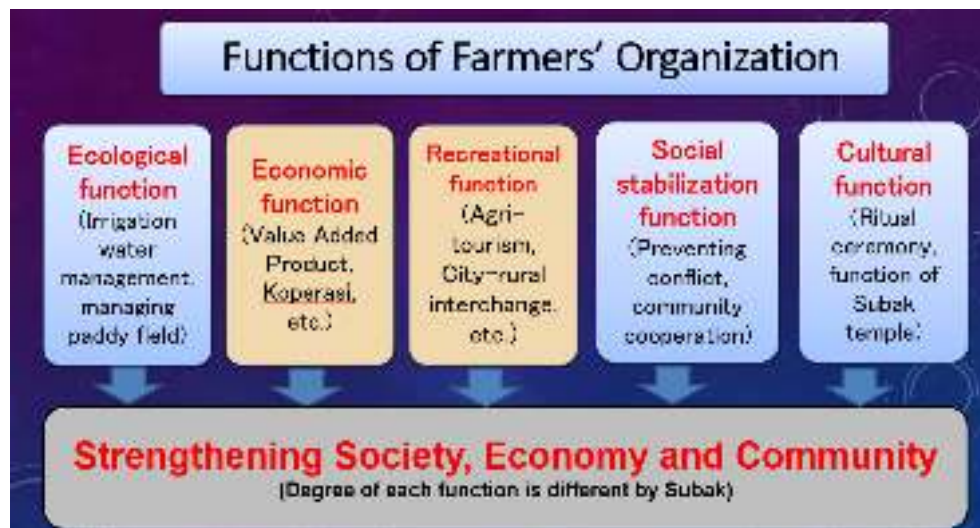 Functions of Farmers' Organization
Ecological
function
(Irrigation
water
management,
managing
paddy field)
Economic
function
(Value Added
Product,
Koperasi,
etc.)
Recreational
function
(Agri-
tourism,
City-rural
interchange,
etc.)
Social
stabilization
function
(Preventing
conflict,
community
cooperation)
Cultural
function
(Ritual
ceremony,
function of
Subak
temple)
Strengthening Society, Economy and Community
(Degree of each function is different by Subak)